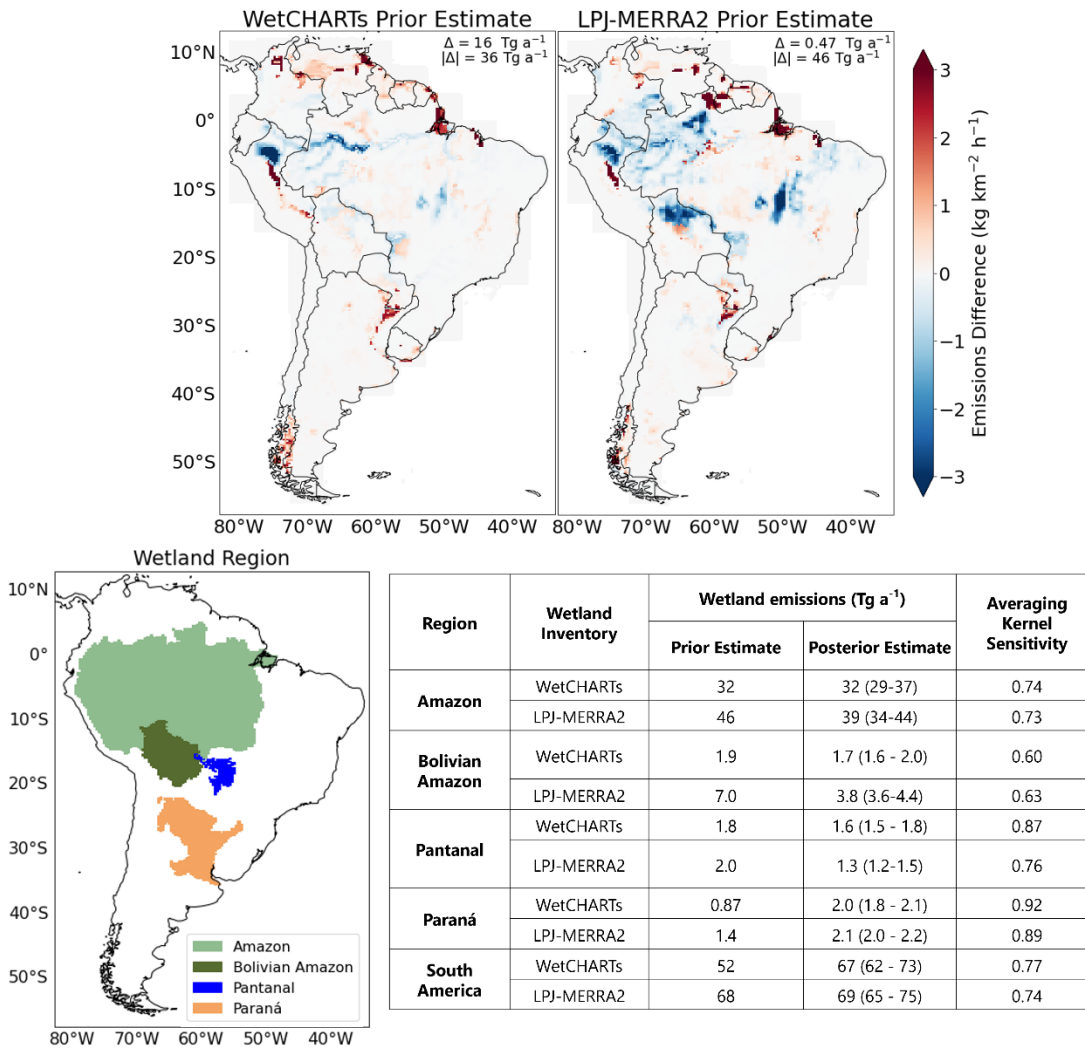 WetCHARTs Prior Estimate
LPJ-MERRA2 Prior Estimate
Δ = 16 Tg a⁻¹
|Δ| = 36 Tg a⁻¹
Δ = 0.47 Tg a⁻¹
|Δ| = 46 Tg a⁻¹
10°N
0°
10°S
20°S
30°S
40°S
50°S
80°W 70°W 60°W 50°W 40°W
80°W 70°W 60°W 50°W 40°W
3
2
1
0
−1
−2
−3
Emissions Difference (kg km⁻² h⁻¹)
Wetland Region
10°N
0°
10°S
20°S
30°S
40°S
50°S
80°W 70°W 60°W 50°W 40°W
Amazon
Bolivian Amazon
Pantanal
Paraná
Region Wetland Inventory Wetland emissions (Tg a⁻¹) Averaging Kernel Sensitivity
Prior Estimate Posterior Estimate
Amazon WetCHARTs 32 32 (29-37) 0.74
LPJ-MERRA2 46 39 (34-44) 0.73
Bolivian Amazon WetCHARTs 1.9 1.7 (1.6 - 2.0) 0.60
LPJ-MERRA2 7.0 3.8 (3.6-4.4) 0.63
Pantanal WetCHARTs 1.8 1.6 (1.5 - 1.8) 0.87
LPJ-MERRA2 2.0 1.3 (1.2-1.5) 0.76
Paraná WetCHARTs 0.87 2.0 (1.8 - 2.1) 0.92
LPJ-MERRA2 1.4 2.1 (2.0 - 2.2) 0.89
South America WetCHARTs 52 67 (62 - 73) 0.77
LPJ-MERRA2 68 69 (65 - 75) 0.74